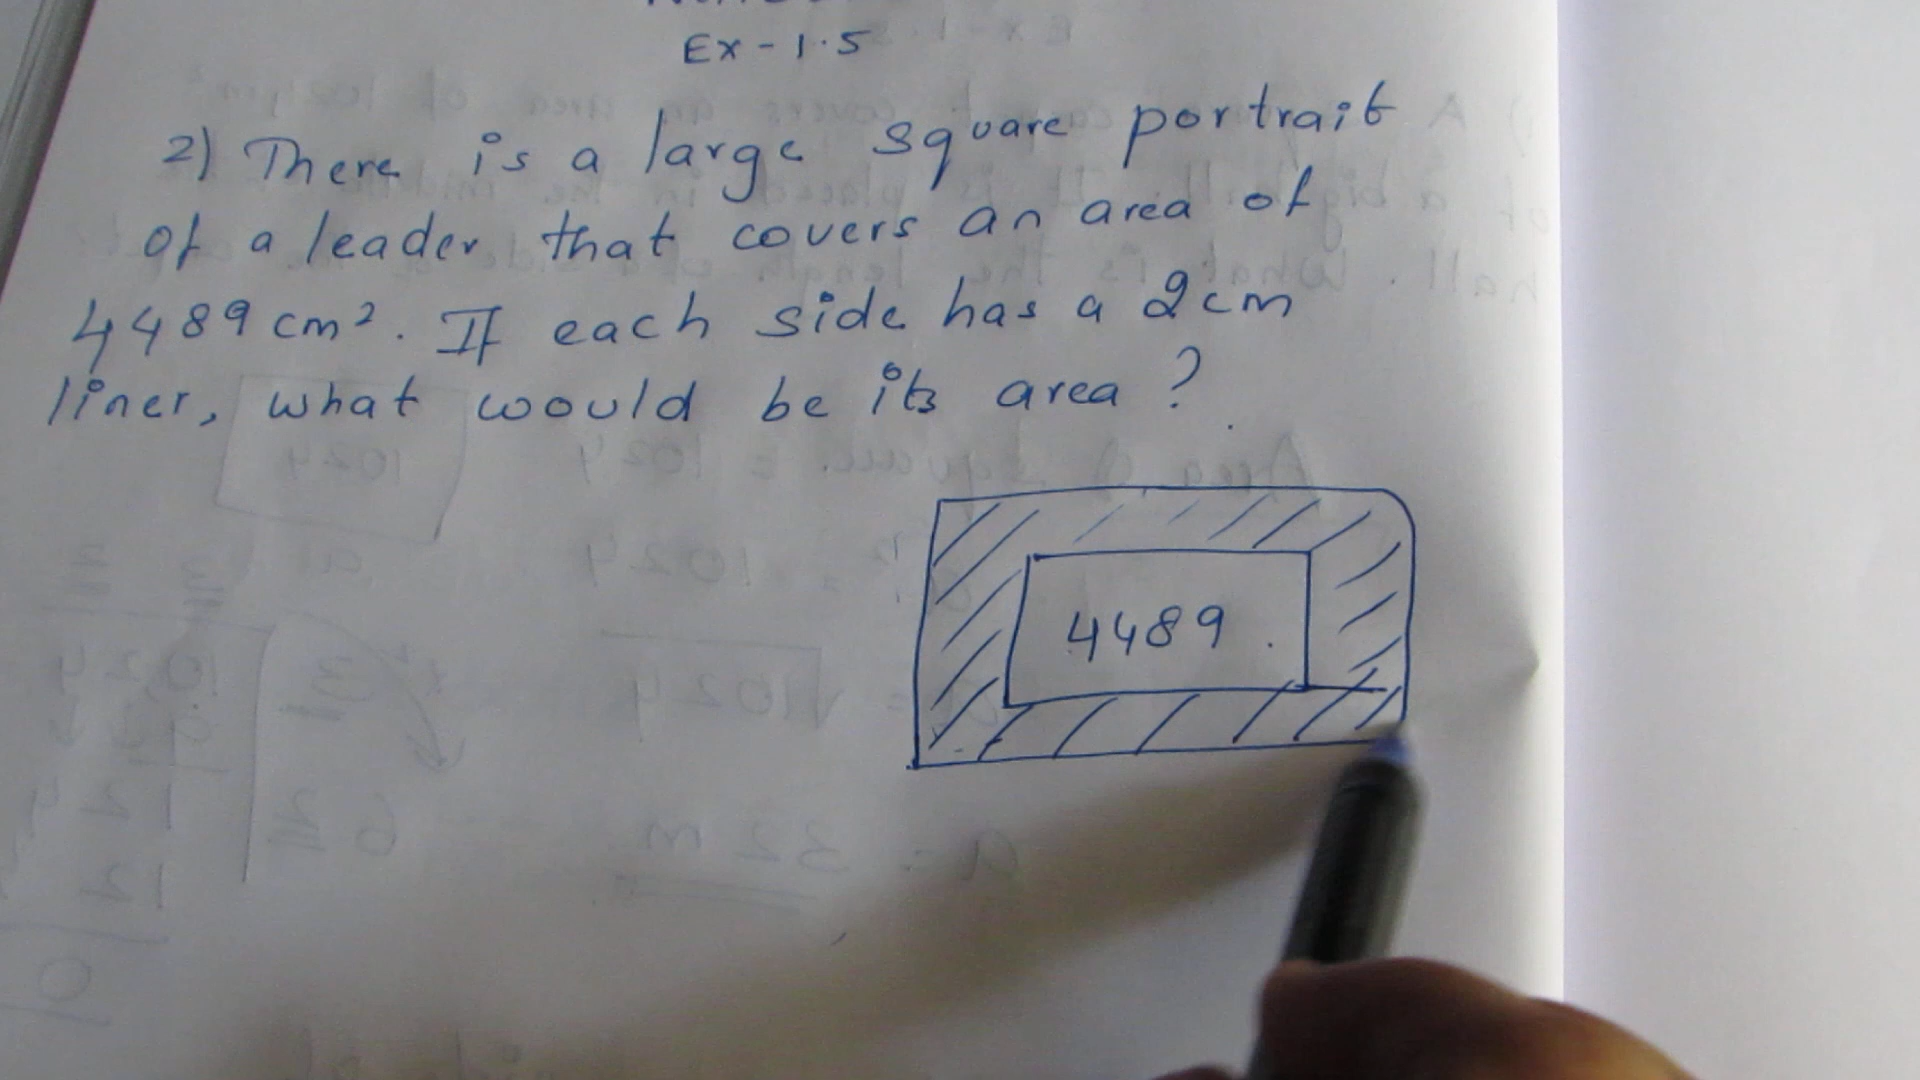 Ex - 1.5
2) There is a large square portrait
of a leader that covers an area of
4489 cm². If each side has a 2cm
liner, what would be its area?
4489.